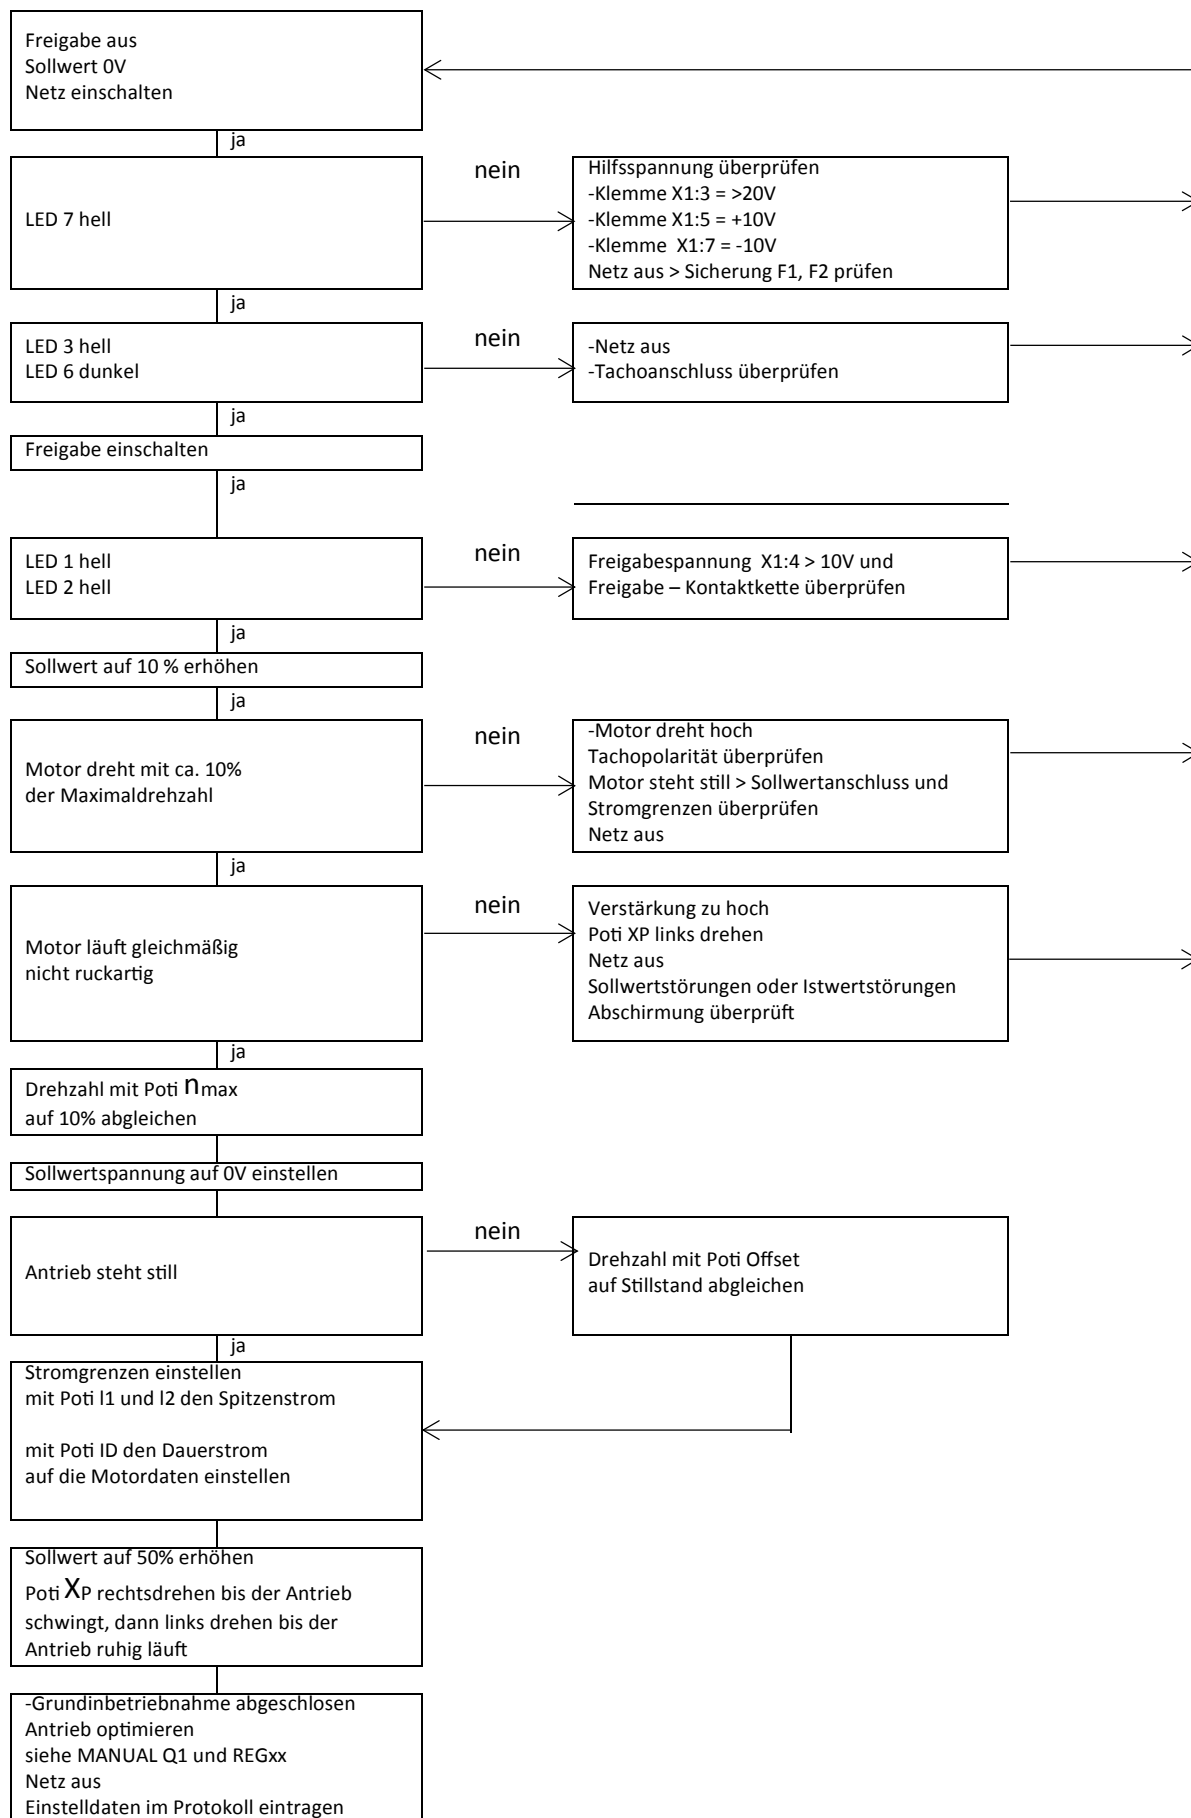 Freigabe aus
Sollwert 0V
Netz einschalten
ja
LED 7 hell
nein
Hilfsspannung überprüfen
-Klemme X1:3 = >20V
-Klemme X1:5 = +10V
-Klemme X1:7 = -10V
Netz aus > Sicherung F1, F2 prüfen
ja
LED 3 hell
LED 6 dunkel
nein
-Netz aus
-Tachoanschluss überprüfen
ja
Freigabe einschalten
ja
LED 1 hell
LED 2 hell
nein
Freigabespannung X1:4 > 10V und
Freigabe – Kontaktkette überprüfen
ja
Sollwert auf 10 % erhöhen
ja
Motor dreht mit ca. 10%
der Maximaldrehzahl
nein
-Motor dreht hoch
Tachopolarität überprüfen
Motor steht still > Sollwertanschluss und
Stromgrenzen überprüfen
Netz aus
ja
Motor läuft gleichmäßig
nicht ruckartig
nein
Verstärkung zu hoch
Poti XP links drehen
Netz aus
Sollwertstörungen oder Istwertstörungen
Abschirmung überprüft
ja
Drehzahl mit Poti nmax
auf 10% abgleichen
Sollwertspannung auf 0V einstellen
Antrieb steht still
nein
Drehzahl mit Poti Offset
auf Stillstand abgleichen
ja
Stromgrenzen einstellen
mit Poti l1 und l2 den Spitzenstrom
mit Poti ID den Dauerstrom
auf die Motordaten einstellen
Sollwert auf 50% erhöhen
Poti XP rechtsdrehen bis der Antrieb
schwingt, dann links drehen bis der
Antrieb ruhig läuft
-Grundinbetriebnahme abgeschlosen
Antrieb optimieren
siehe MANUAL Q1 und REGxx
Netz aus
Einstelldaten im Protokoll eintragen